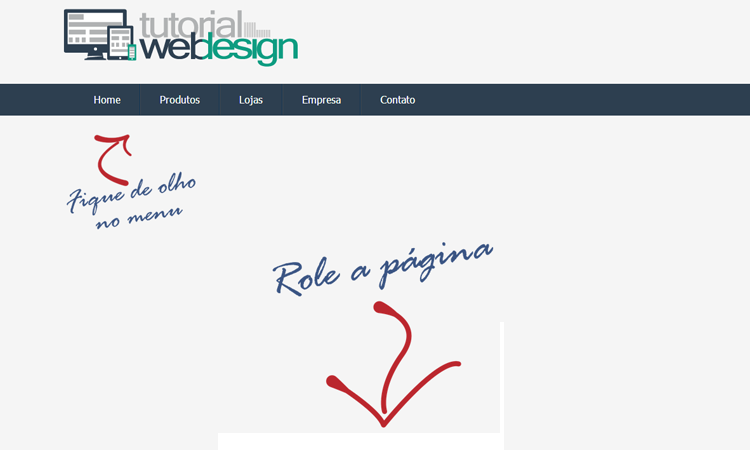 tutorial
webdesign
Home Produtos Lojas Empresa Contato
Fique de olho
no menu
Role a página